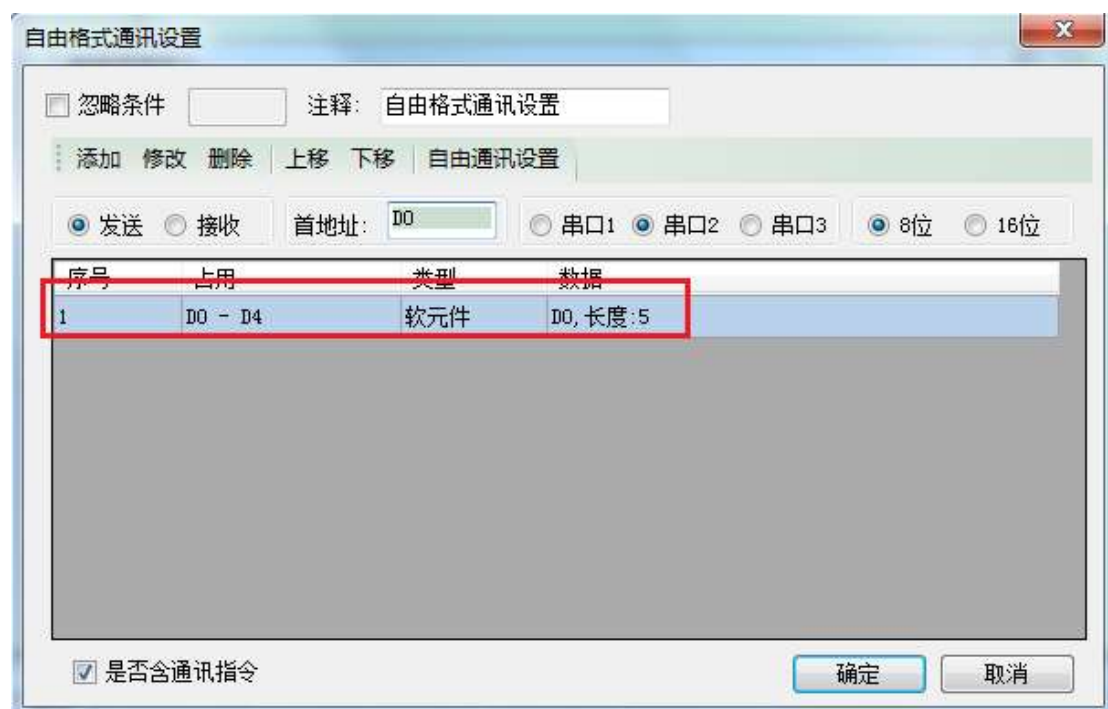 自由格式通讯设置
忽略条件 注释: 自由格式通讯设置
添加 修改 删除 上移 下移 自由通讯设置
发送 接收 首地址: D0 串口1 串口2 串口3 8位 16位
序号 占用 类型 数据
1 D0 - D4 软元件 D0,长度:5
是否含通讯指令 确定 取消